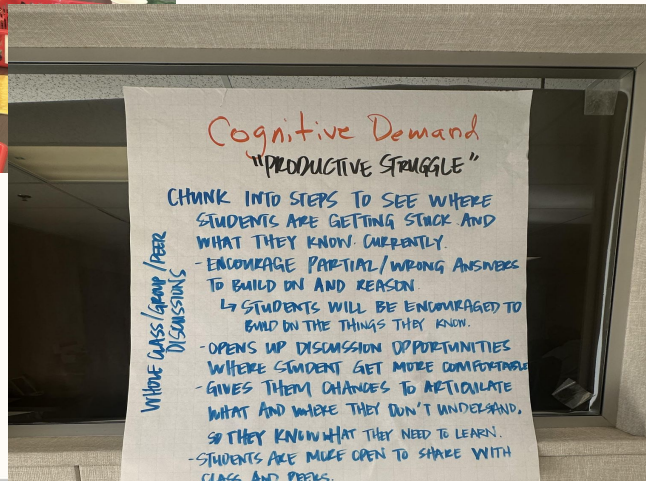 Cognitive Demand
"PRODUCTIVE STRUGGLE"
CHUNK INTO STEPS TO SEE WHERE
STUDENTS ARE GETTING STUCK AND
WHAT THEY KNOW CURRENTLY.
- ENCOURAGE PARTIAL/WRONG ANSWERS
TO BUILD ON AND REASON.
↳ STUDENTS WILL BE ENCOURAGED TO
BUILD ON THE THINGS THEY KNOW.
- OPENS UP DISCUSSION OPPORTUNITIES
WHERE STUDENT GET MORE COMFORTABLE
- GIVES THEM CHANCES TO ARTICULATE
WHAT AND WHERE THEY DON'T UNDERSAND,
SO THEY KNOW WHAT THEY NEED TO LEARN.
- STUDENTS ARE MORE OPEN TO SHARE WITH
CLASS AND PEERS.
WHOLE CLASS/GROUP/PEER
DISCUSSIONS